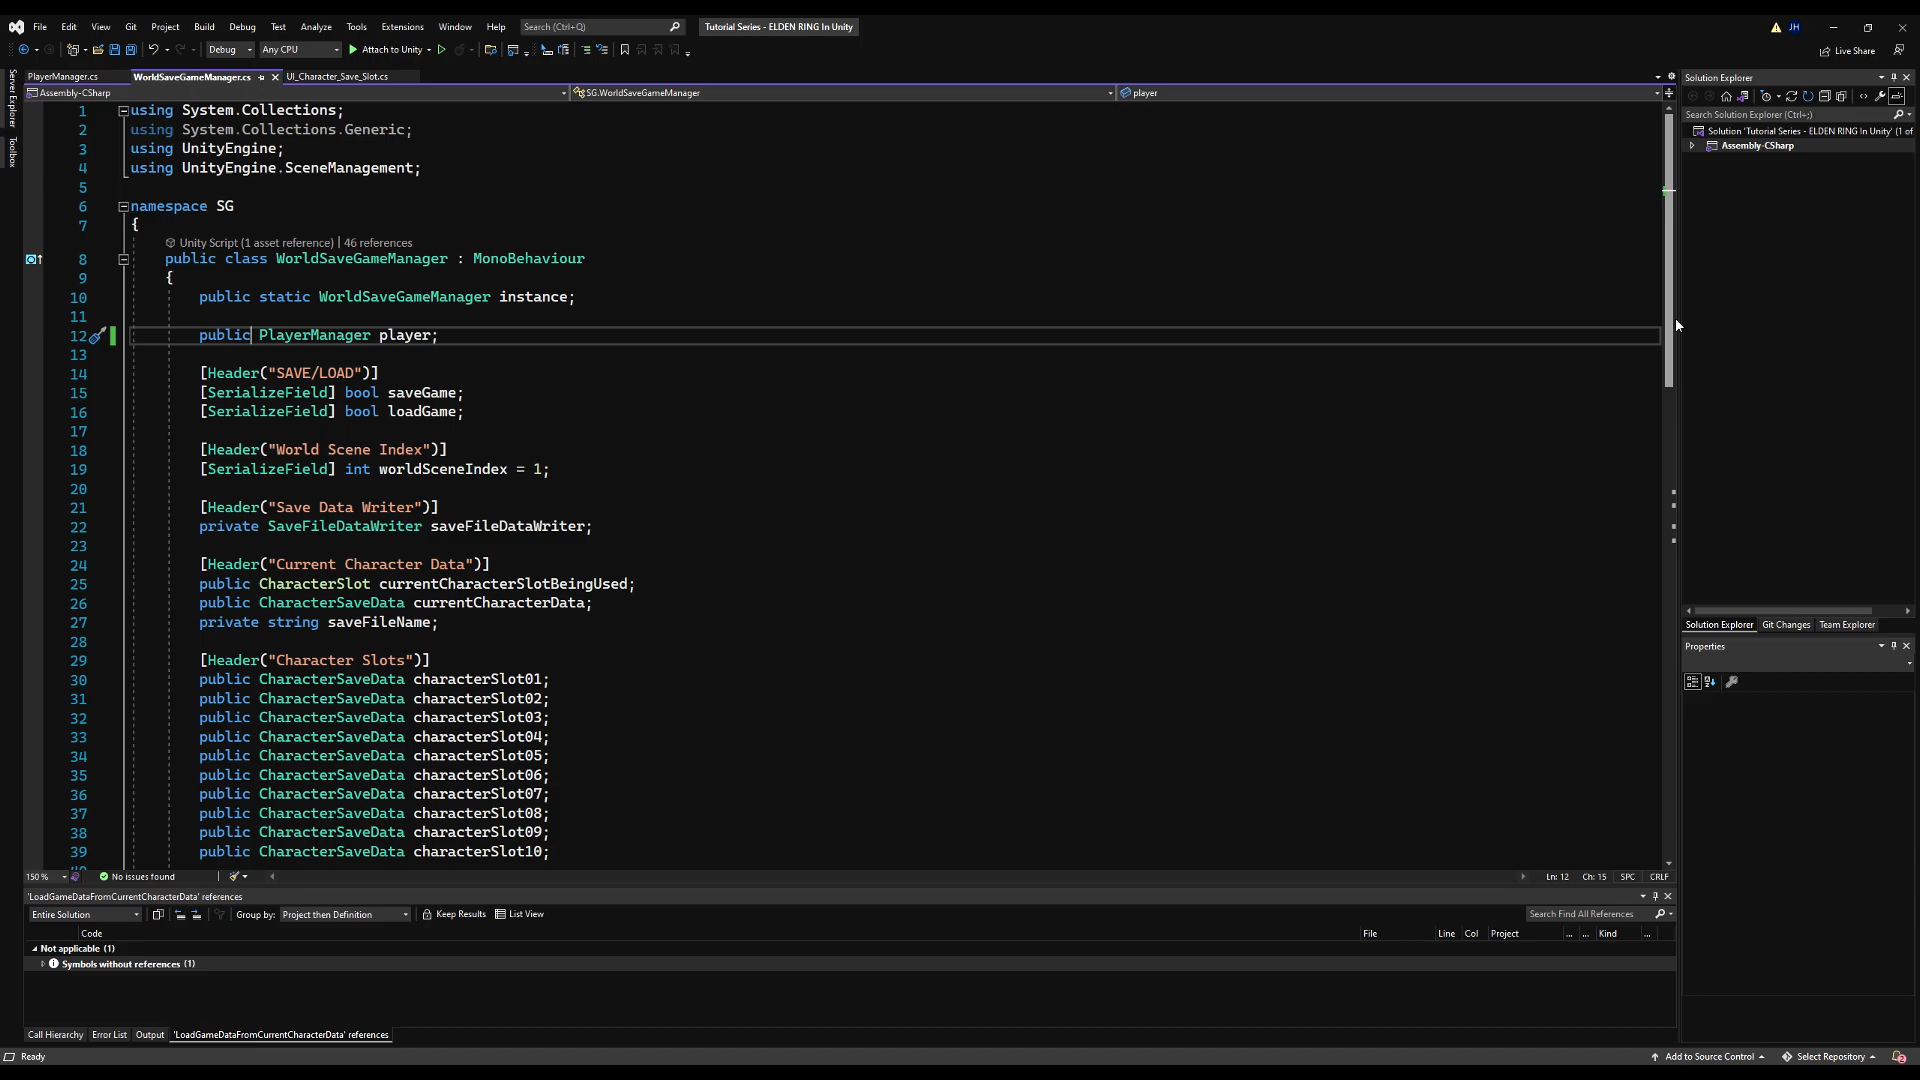 File Edit View Git Project Build Debug Test Analyze Tools Extensions Window Help Search (Ctrl+Q) Tutorial Series - ELDEN RING In Unity JH
Debug Any CPU Attach to Unity Live Share
PlayerManager.cs WorldSaveGameManager.cs UI_Character_Save_Slot.cs
Assembly-CSharp SG.WorldSaveGameManager player
1 using System.Collections;
2 using System.Collections.Generic;
3 using UnityEngine;
4 using UnityEngine.SceneManagement;
5
6 namespace SG
7 {
Unity Script (1 asset reference) | 46 references
8 public class WorldSaveGameManager : MonoBehaviour
9 {
10 public static WorldSaveGameManager instance;
11
12 public PlayerManager player;
13
14 [Header("SAVE/LOAD")]
15 [SerializeField] bool saveGame;
16 [SerializeField] bool loadGame;
17
18 [Header("World Scene Index")]
19 [SerializeField] int worldSceneIndex = 1;
20
21 [Header("Save Data Writer")]
22 private SaveFileDataWriter saveFileDataWriter;
23
24 [Header("Current Character Data")]
25 public CharacterSlot currentCharacterSlotBeingUsed;
26 public CharacterSaveData currentCharacterData;
27 private string saveFileName;
28
29 [Header("Character Slots")]
30 public CharacterSaveData characterSlot01;
31 public CharacterSaveData characterSlot02;
32 public CharacterSaveData characterSlot03;
33 public CharacterSaveData characterSlot04;
34 public CharacterSaveData characterSlot05;
35 public CharacterSaveData characterSlot06;
36 public CharacterSaveData characterSlot07;
37 public CharacterSaveData characterSlot08;
38 public CharacterSaveData characterSlot09;
39 public CharacterSaveData characterSlot10;
150 % No issues found Ln: 12 Ch: 15 SPC CRLF
'LoadGameDataFromCurrentCharacterData' references
Entire Solution Group by: Project then Definition Keep Results List View Search Find All References
Code File Line Col Project ... ... Kind ...
Not applicable (1)
Symbols without references (1)
Call Hierarchy Error List Output 'LoadGameDataFromCurrentCharacterData' references
Ready Add to Source Control Select Repository 2
Server Explorer
Toolbox
Solution Explorer
Search Solution Explorer (Ctrl+;)
Solution 'Tutorial Series - ELDEN RING In Unity' (1 of
Assembly-CSharp
Solution Explorer Git Changes Team Explorer
Properties